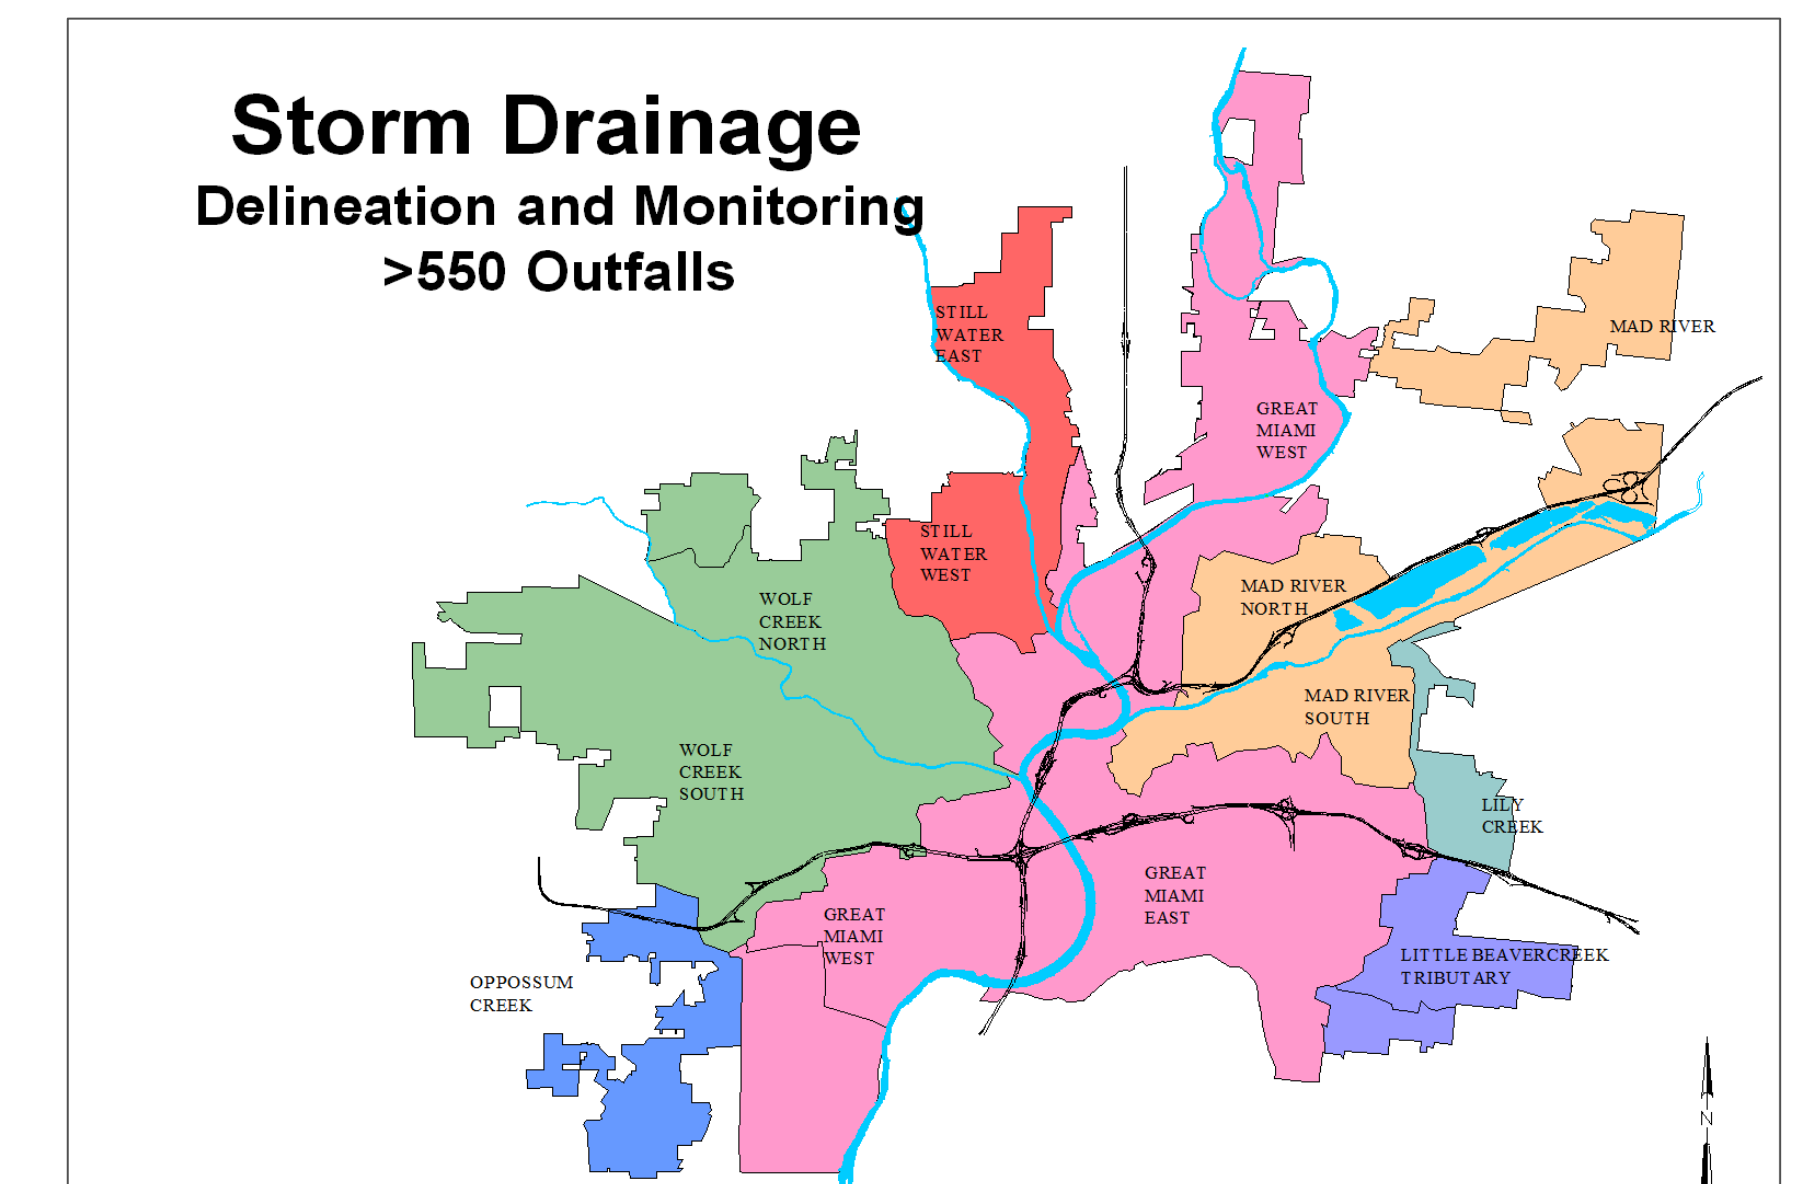 Storm Drainage
Delineation and Monitoring
>550 Outfalls
STILL
WATER
EAST
MAD RIVER
GREAT
MIAMI
WEST
STILL
WATER
WEST
WOLF
CREEK
NORTH
MAD RIVER
NORTH
MAD RIVER
SOUTH
WOLF
CREEK
SOUTH
LILY
CREEK
GREAT
MIAMI
EAST
GREAT
MIAMI
WEST
LITTLE BEAVERCREEK
TRIBUTARY
OPPOSSUM
CREEK
N